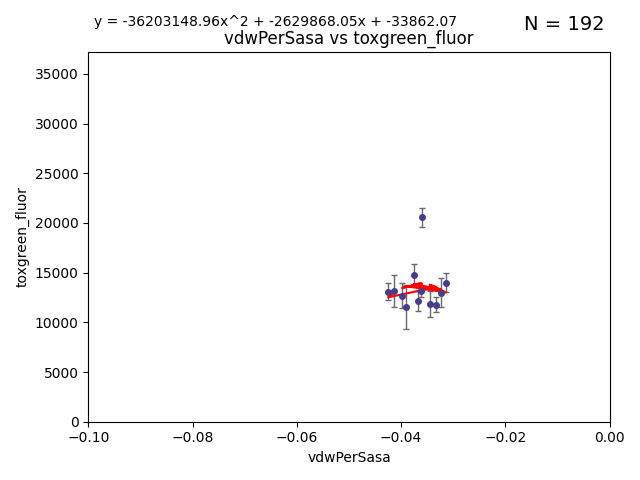 y = -36203148.96x^2 + -2629868.05x + -33862.07
N = 192
vdwPerSasa vs toxgreen_fluor
35000
30000
25000
20000
15000
10000
5000
0
toxgreen_fluor
−0.10
−0.08
−0.06
−0.04
−0.02
0.00
vdwPerSasa